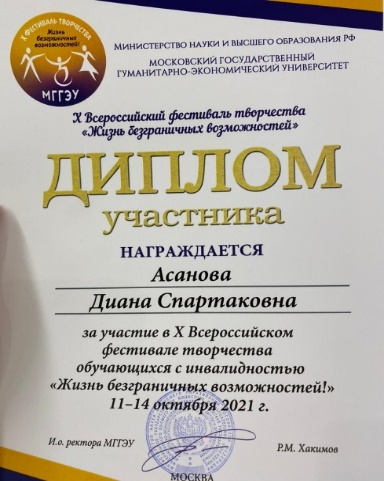 X ФЕСТИВАЛЬ ТВОРЧЕСТВА
Жизнь
безграничных
возможностей!
МГГЭУ
МИНИСТЕРСТВО НАУКИ И ВЫСШЕГО ОБРАЗОВАНИЯ РФ
МОСКОВСКИЙ ГОСУДАРСТВЕННЫЙ
ГУМАНИТАРНО-ЭКОНОМИЧЕСКИЙ УНИВЕРСИТЕТ
X Всероссийский фестиваль творчества
«Жизнь безграничных возможностей»
ДИПЛОМ
участника
НАГРАЖДАЕТСЯ
Асанова
Диана Спартаковна
за участие в X Всероссийском
фестивале творчества
обучающихся с инвалидностью
«Жизнь безграничных возможностей!»
11–14 октября 2021 г.
И.о. ректора МГГЭУ
Р.М. Хакимов
МОСКВА